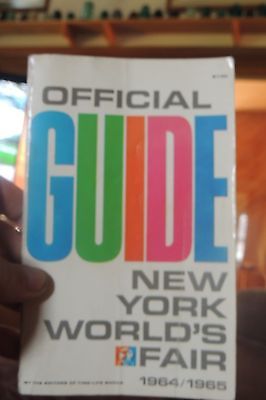 OFFICIAL
GUIDE
NEW
YORK
WORLD'S
FAIR
BY THE EDITORS OF TIME-LIFE BOOKS
1964/1965